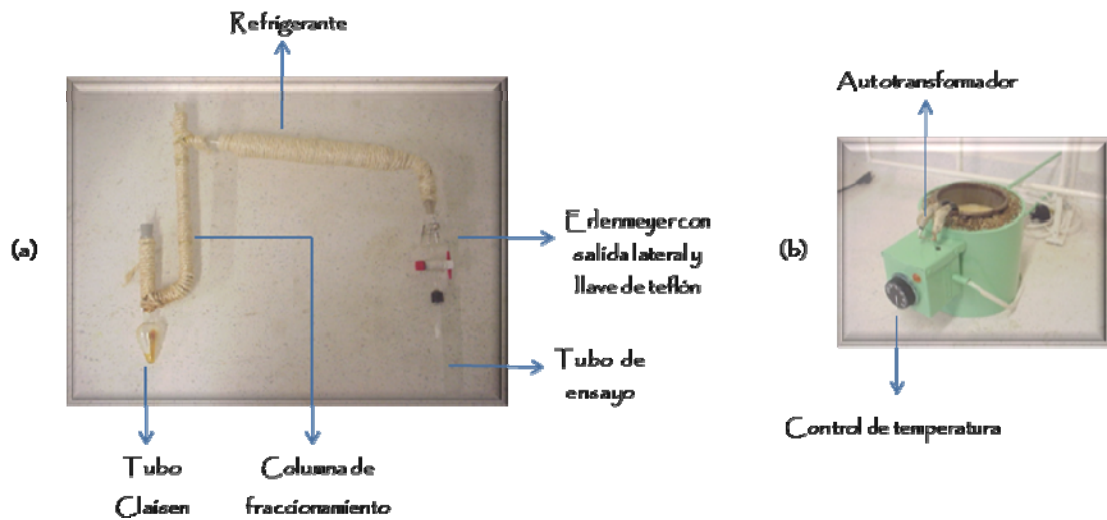 Refrigerante
Autotransformador
(a)
Erlenmeyer con
salida lateral y
llave de teflón
(b)
Tubo de
ensayo
Control de temperatura
Tubo
Claisen
Columna de
fraccionamiento